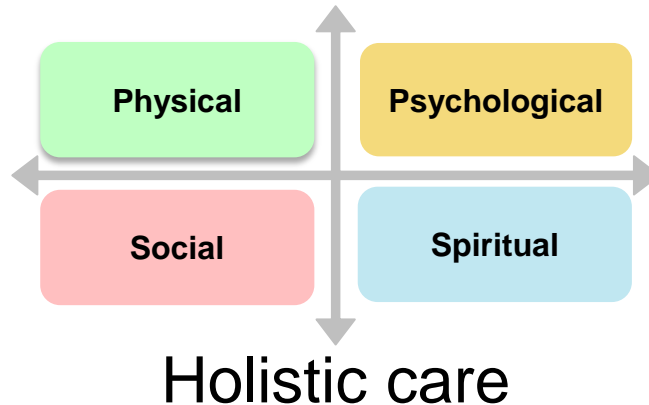 Physical
Psychological
Social
Spiritual
Holistic care